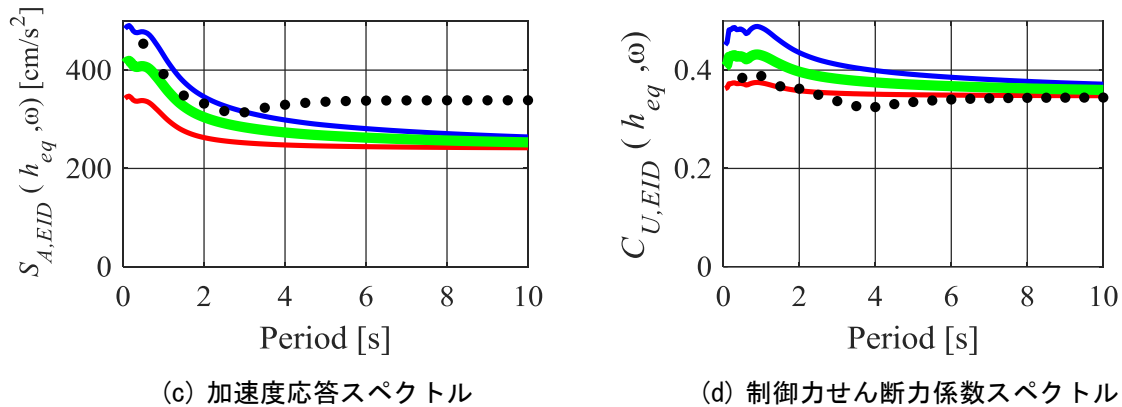 S_{A,EID} ( h_{eq} ,ω) [cm/s²]
400
200
0
0 2 4 6 8 10
Period [s]
(c) 加速度応答スペクトル
C_{U,EID} ( h_{eq} ,ω)
0.4
0.2
0
0 2 4 6 8 10
Period [s]
(d) 制御力せん断力係数スペクトル